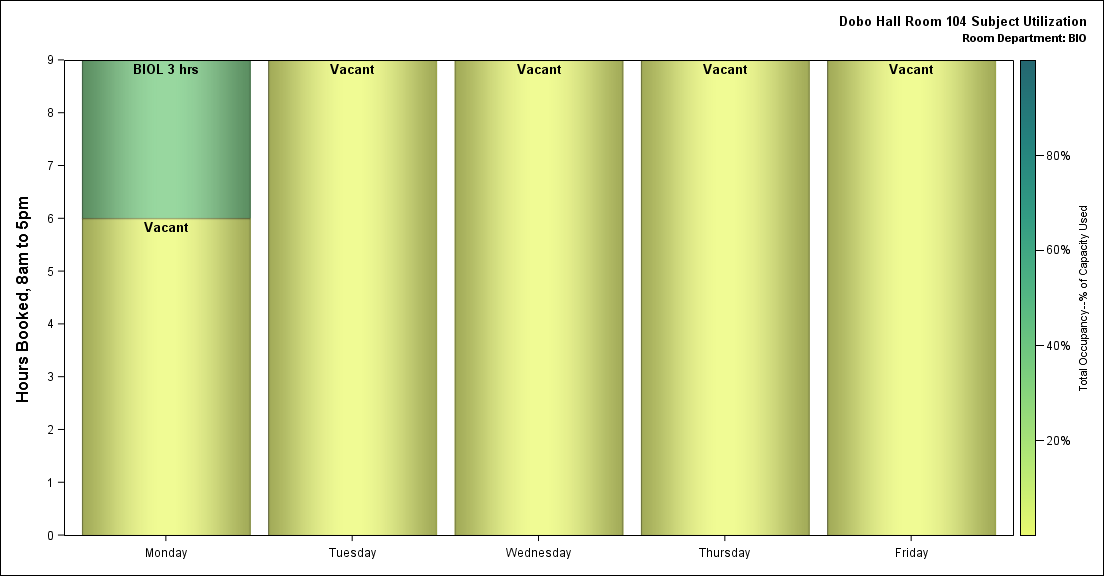 Dobo Hall Room 104 Subject Utilization
Room Department: BIO
Hours Booked, 8am to 5pm
9
8
7
6
5
4
3
2
1
0
BIOL 3 hrs
Vacant
Vacant
Vacant
Vacant
Vacant
Monday
Tuesday
Wednesday
Thursday
Friday
80%
60%
40%
20%
Total Occupancy--% of Capacity Used